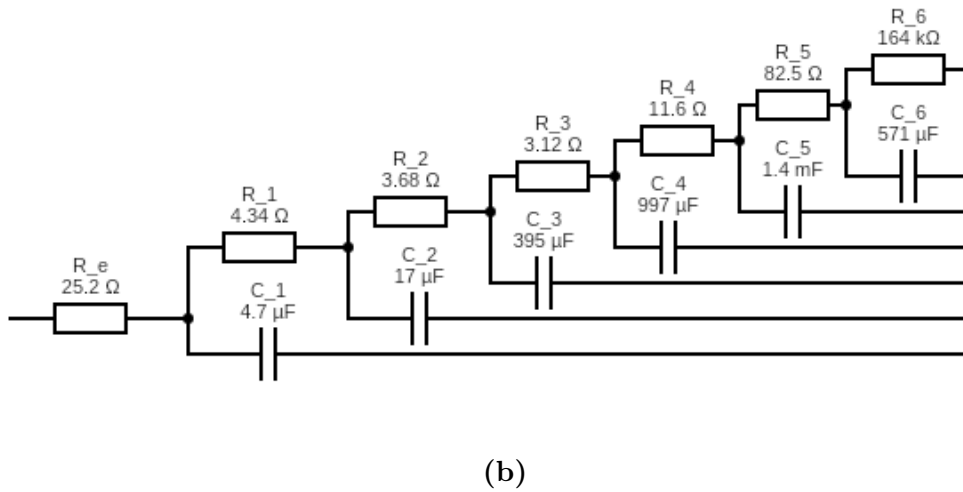 R_6
164 kΩ
R_5
82.5 Ω
R_4
11.6 Ω
C_6
571 µF
R_3
3.12 Ω
C_5
1.4 mF
R_2
3.68 Ω
C_4
997 µF
R_1
4.34 Ω
C_3
395 µF
C_2
17 µF
R_e
25.2 Ω
C_1
4.7 µF
(b)